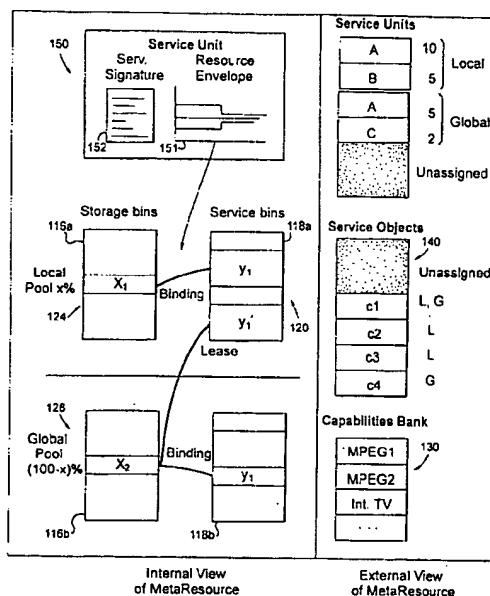 150
Service Unit
Serv. Signature
Resource Envelope
152
151
Storage bins
Service bins
116a
118a
X1
y1
Binding
Local Pool x%
124
y1'
120
Lease
128
Global Pool (100-x)%
Binding
X2
y1
116b
118b
Internal View of MetaResource
Service Units
A 10
B 5
Local
A 5
C 2
Global
Unassigned
Service Objects
140
Unassigned
c1 L, G
c2 L
c3 L
c4 G
Capabilities Bank
MPEG1
130
MPEG2
Int. TV
. . .
External View of MetaResource